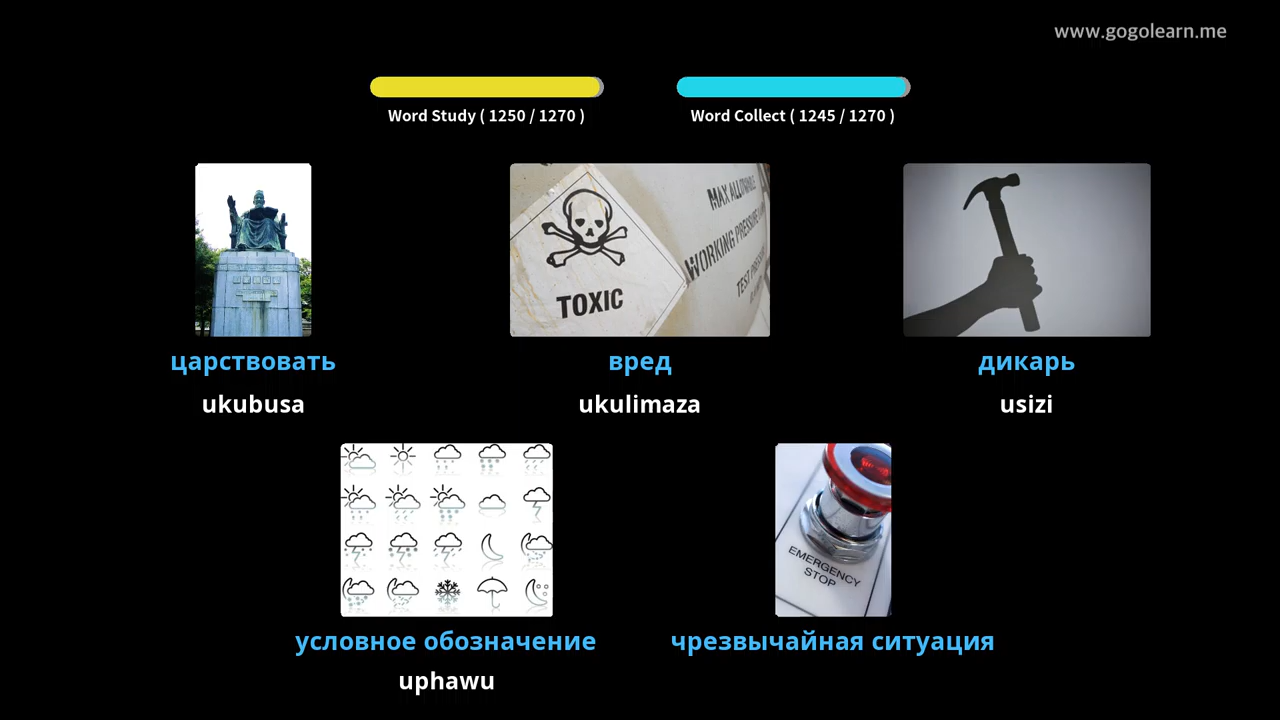 www.gogolearn.me
Word Study ( 1250 / 1270 )
Word Collect ( 1245 / 1270 )
TOXIC
MAX ALLOWABLE
WORKING PRESSURE
царствовать
вред
дикарь
ukubusa
ukulimaza
usizi
EMERGENCY
STOP
условное обозначение
чрезвычайная ситуация
uphawu